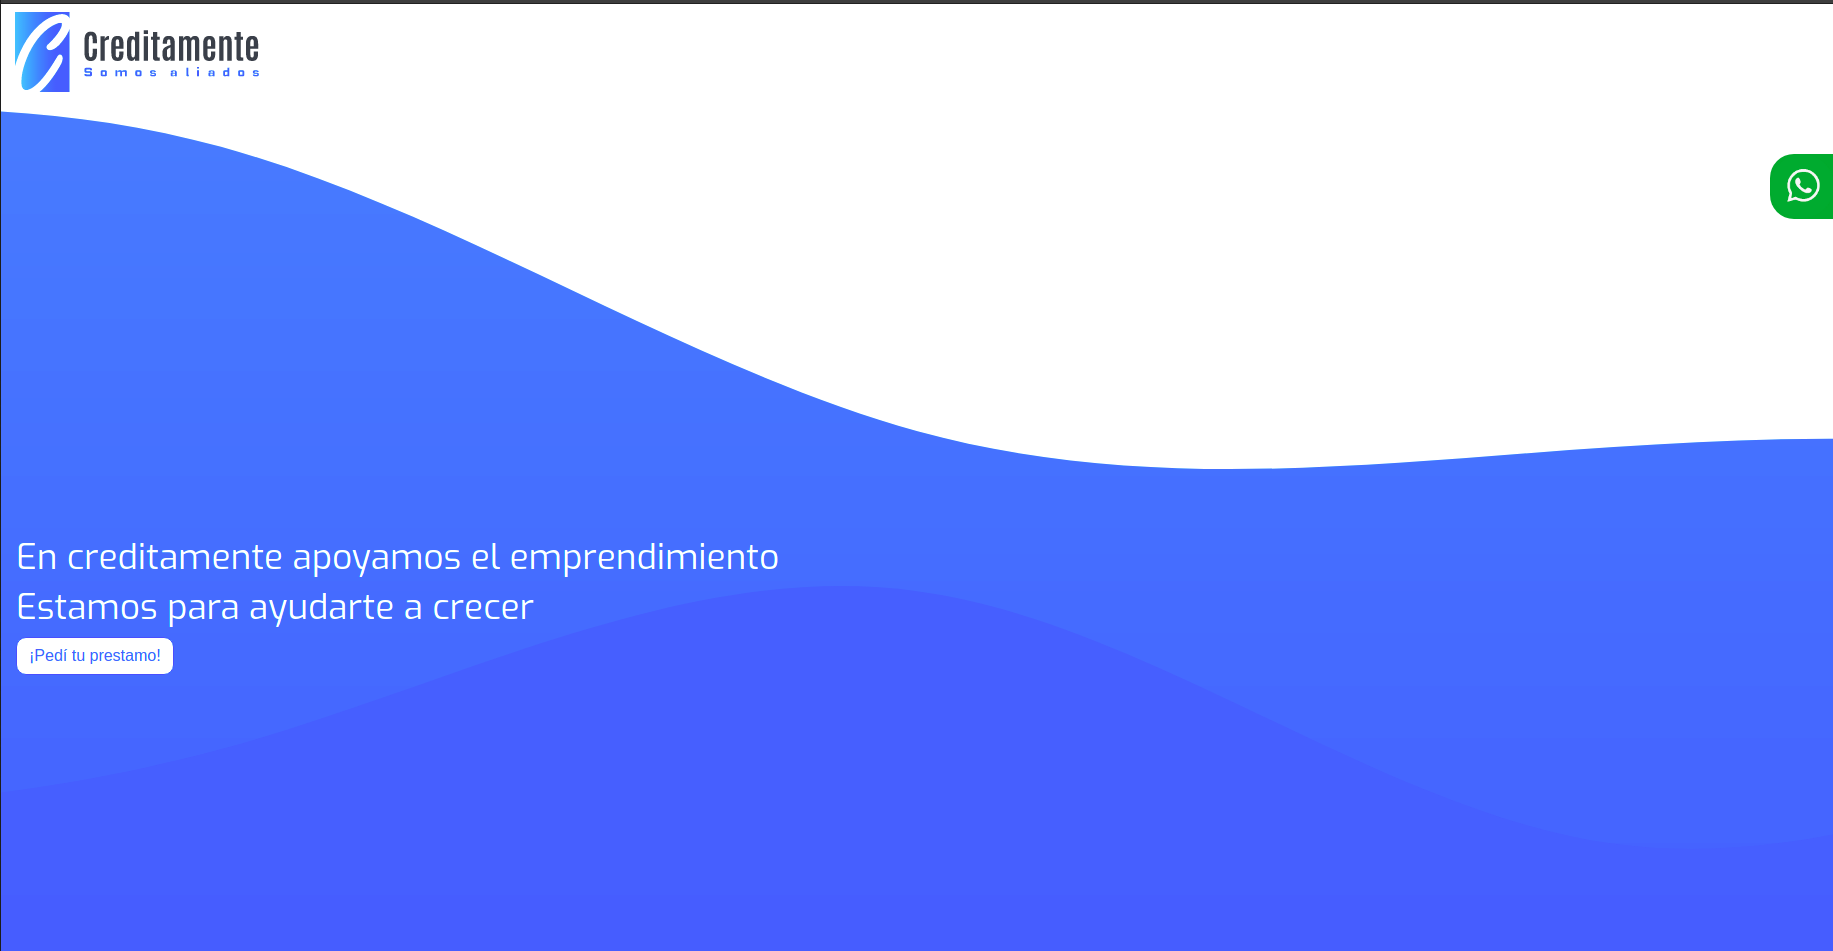 Creditamente
Somos aliados
En creditamente apoyamos el emprendimiento
Estamos para ayudarte a crecer
¡Pedí tu prestamo!